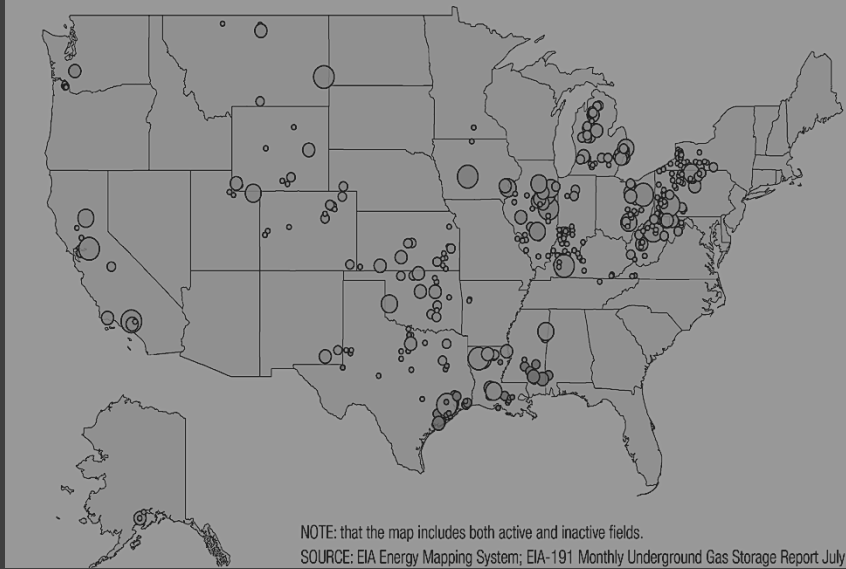 NOTE: that the map includes both active and inactive fields.
SOURCE: EIA Energy Mapping System; EIA-191 Monthly Underground Gas Storage Report July